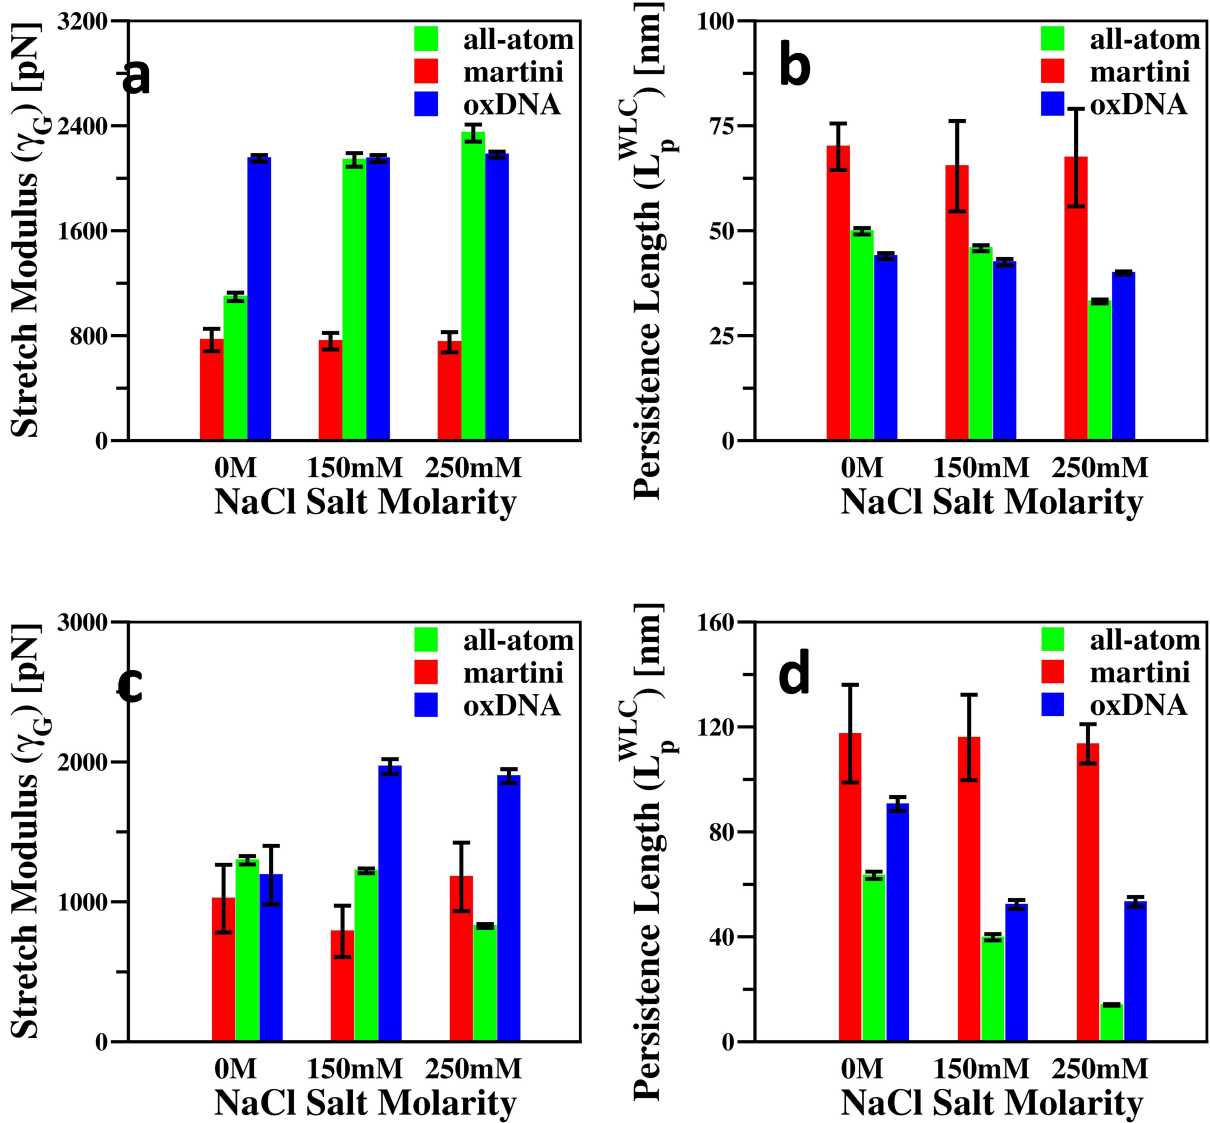 a
Stretch Modulus (γG) [pN]
3200
2400
1600
800
0
all-atom
martini
oxDNA
0M 150mM 250mM
NaCl Salt Molarity
b
Persistence Length (LpWLC) [nm]
100
75
50
25
0
all-atom
martini
oxDNA
0M 150mM 250mM
NaCl Salt Molarity
c
Stretch Modulus (γG) [pN]
3000
2000
1000
0
all-atom
martini
oxDNA
0M 150mM 250mM
NaCl Salt Molarity
d
Persistence Length (LpWLC) [nm]
160
120
80
40
0
all-atom
martini
oxDNA
0M 150mM 250mM
NaCl Salt Molarity